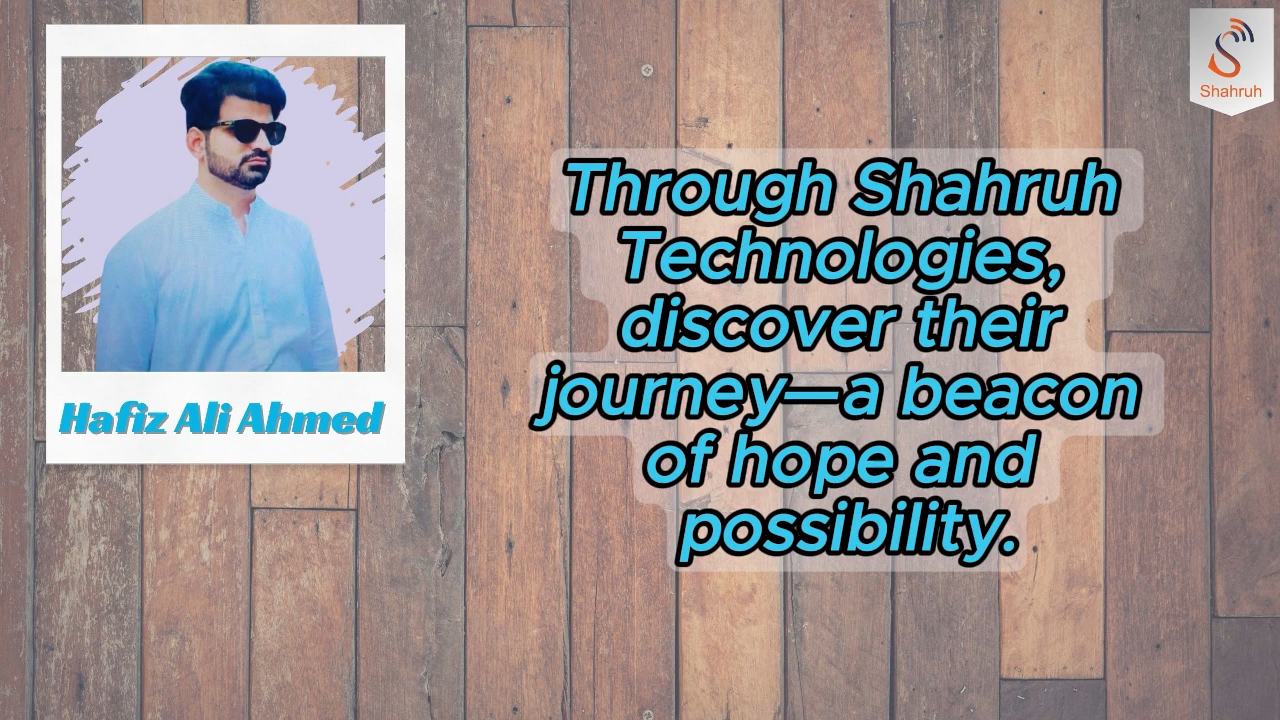 Shahruh
Hafiz Ali Ahmed
Through Shahruh
Technologies,
discover their
journey—a beacon
of hope and
possibility.